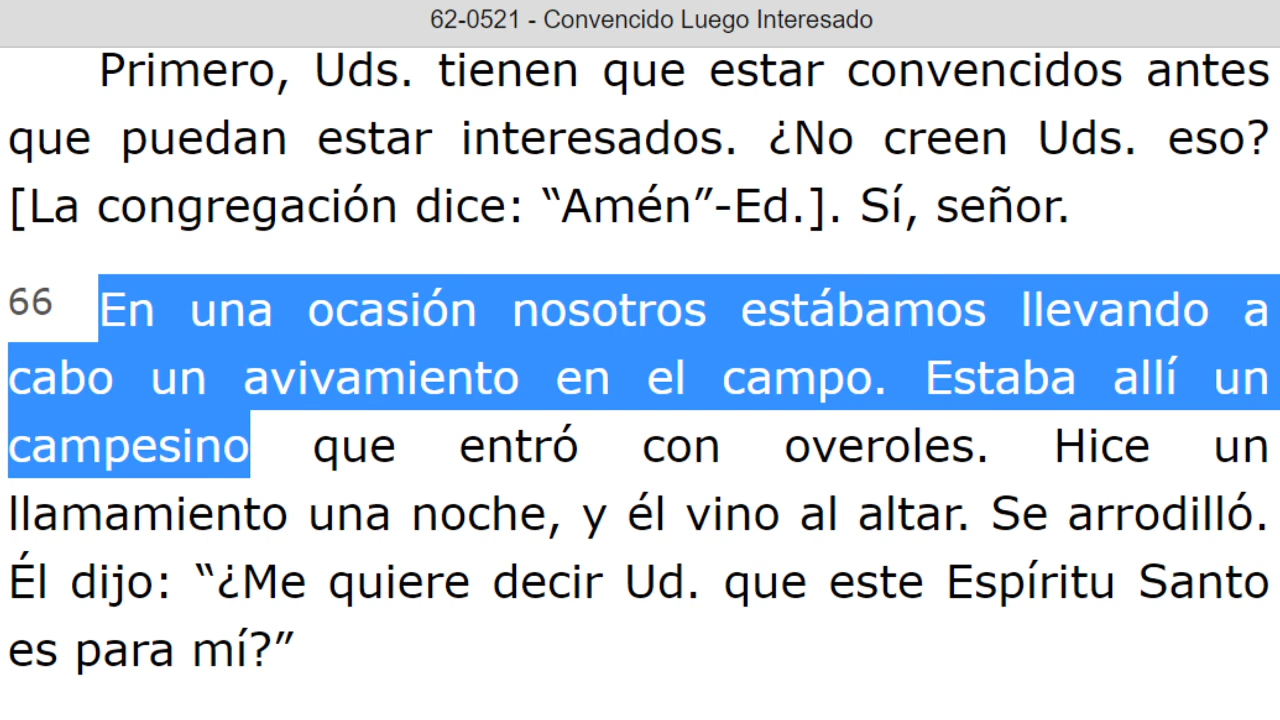 62-0521 - Convencido Luego Interesado
Primero, Uds. tienen que estar convencidos antes
que puedan estar interesados. ¿No creen Uds. eso?
[La congregación dice: “Amén”-Ed.]. Sí, señor.
66 En una ocasión nosotros estábamos llevando a
cabo un avivamiento en el campo. Estaba allí un
campesino que entró con overoles. Hice un
llamamiento una noche, y él vino al altar. Se arrodilló.
Él dijo: “¿Me quiere decir Ud. que este Espíritu Santo
es para mí?”